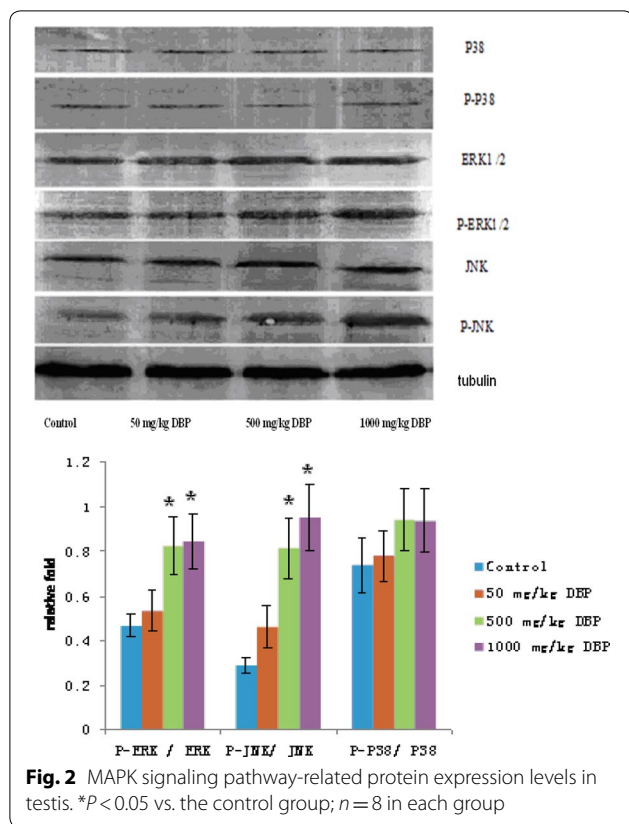 P38
P-P38
ERK1/2
P-ERK1/2
JNK
P-JNK
tubulin
Control 50 mg/kg DBP 500 mg/kg DBP 1000 mg/kg DBP
1.2
1
0.8
0.6
0.4
0.2
0
relative fold
* * * *
P-ERK / ERK P-JNK/ JNK P-P38/ P38
Control
50 mg/kg DBP
500 mg/kg DBP
1000 mg/kg DBP
Fig. 2 MAPK signaling pathway-related protein expression levels in
testis. *P < 0.05 vs. the control group; n = 8 in each group